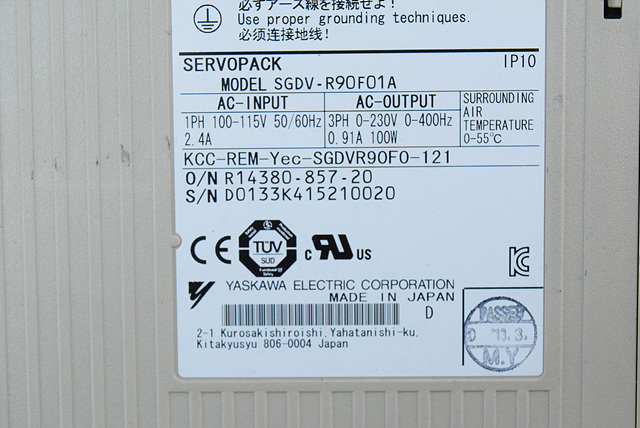 必ずアース線を接続せよ!
Use proper grounding techniques.
必须连接地线!
SERVOPACK IP10
MODEL SGDV-R90F01A
AC-INPUT AC-OUTPUT SURROUNDING AIR TEMPERATURE 0-55℃
1PH 100-115V 50/60Hz 3PH 0-230V 0-400Hz
2.4A 0.91A 100W
KCC-REM-Yec-SGDVR90F0-121
O/N R14380-857-20
S/N D0133K415210020
CE TÜV SÜD c RU US
YASKAWA ELECTRIC CORPORATION
MADE IN JAPAN D
2-1 Kurosakishiroishi, Yahatanishi-ku,
Kitakyusyu 806-0004 Japan
PASSED
M.Y